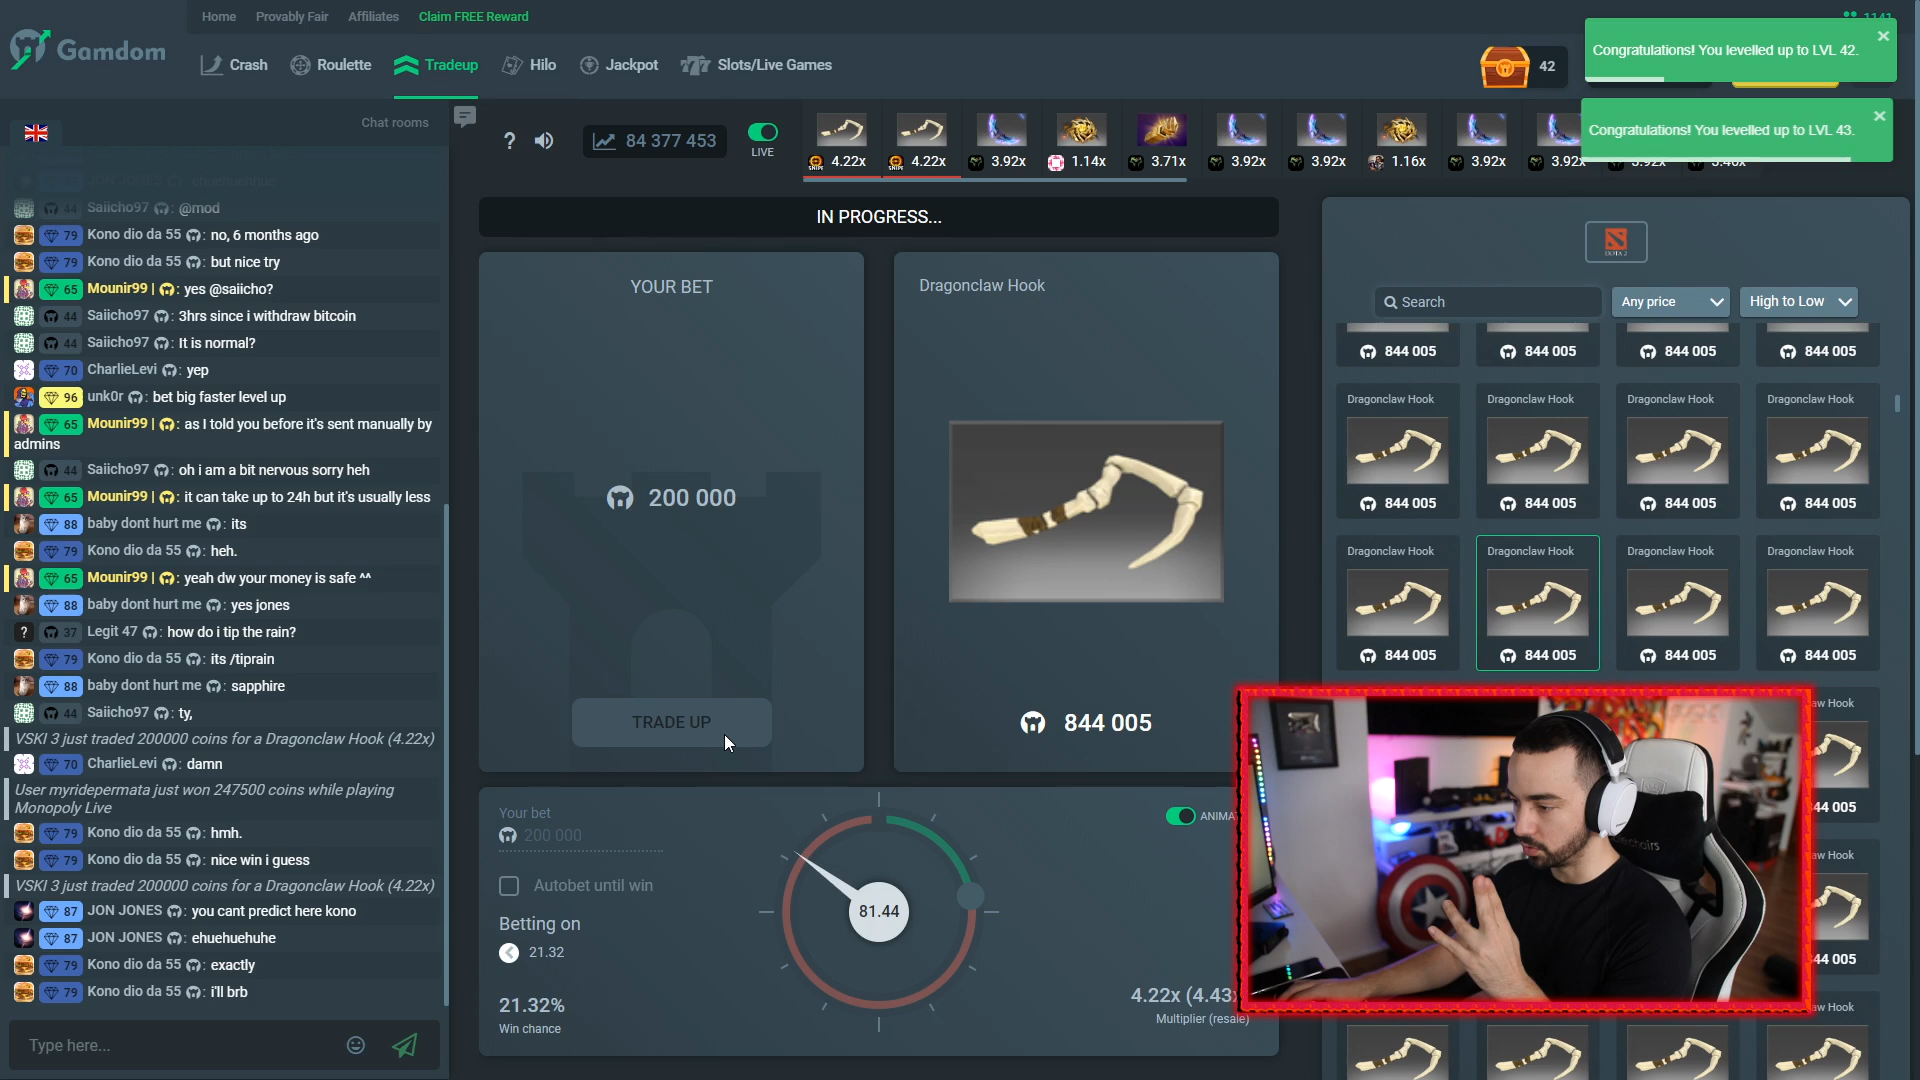 Home Provably Fair Affiliates Claim FREE Reward
Gamdom
Crash Roulette Tradeup Hilo Jackpot Slots/Live Games
42
Congratulations! You levelled up to LVL 42.
Congratulations! You levelled up to LVL 43.
Chat rooms
44 Saiicho97 : @mod
79 Kono dio da 55 : no, 6 months ago
79 Kono dio da 55 : but nice try
65 Mounir99 | : yes @saiicho?
44 Saiicho97 : 3hrs since i withdraw bitcoin
44 Saiicho97 : It is normal?
70 CharlieLevi : yep
96 unk0r : bet big faster level up
65 Mounir99 | : as I told you before it's sent manually by
admins
44 Saiicho97 : oh i am a bit nervous sorry heh
65 Mounir99 | : it can take up to 24h but it's usually less
88 baby dont hurt me : its
79 Kono dio da 55 : heh.
65 Mounir99 | : yeah dw your money is safe ^^
88 baby dont hurt me : yes jones
? 37 Legit 47 : how do i tip the rain?
79 Kono dio da 55 : its /tiprain
88 baby dont hurt me : sapphire
44 Saiicho97 : ty,
VSKI 3 just traded 200000 coins for a Dragonclaw Hook (4.22x)
70 CharlieLevi : damn
User myridepermata just won 247500 coins while playing
Monopoly Live
79 Kono dio da 55 : hmh.
79 Kono dio da 55 : nice win i guess
VSKI 3 just traded 200000 coins for a Dragonclaw Hook (4.22x)
87 JON JONES : you cant predict here kono
87 JON JONES : ehuehuehuhe
79 Kono dio da 55 : exactly
79 Kono dio da 55 : i'll brb
Type here...
? 84 377 453 LIVE
4.22x 4.22x 3.92x 1.14x 3.71x 3.92x 3.92x 1.16x 3.92x 3.92x
IN PROGRESS...
YOUR BET
200 000
TRADE UP
Dragonclaw Hook
844 005
Your bet
200 000
Autobet until win
Betting on
21.32
21.32%
Win chance
81.44
4.22x (4.43
Multiplier (resale)
DOTA 2
Search Any price High to Low
844 005 844 005 844 005 844 005
Dragonclaw Hook Dragonclaw Hook Dragonclaw Hook Dragonclaw Hook
844 005 844 005 844 005 844 005
Dragonclaw Hook Dragonclaw Hook Dragonclaw Hook Dragonclaw Hook
844 005 844 005 844 005 844 005
Hook
Hook
Hook